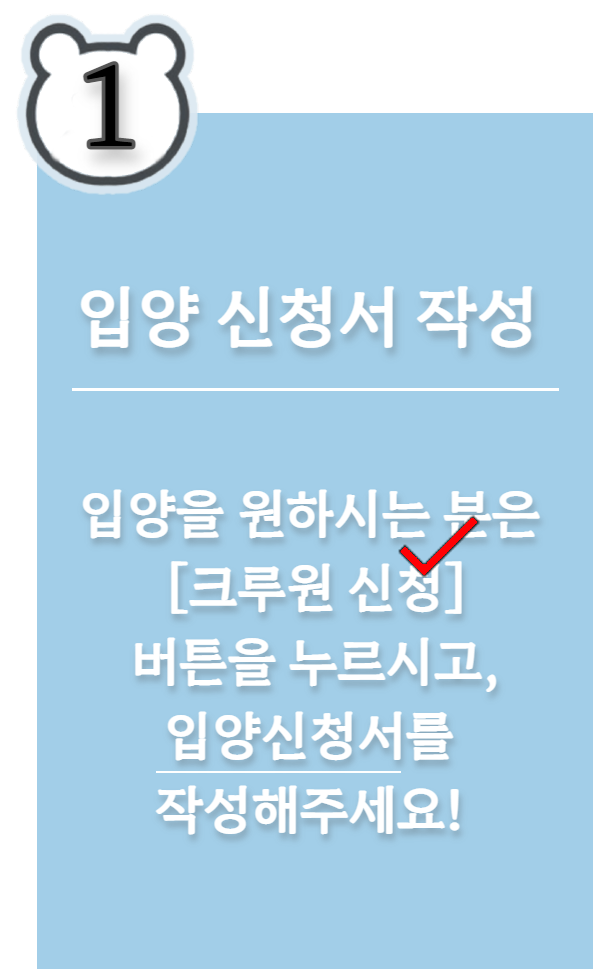 1
입양 신청서 작성
입양을 원하시는 분은
[크루원 신청]
버튼을 누르시고,
입양신청서를
작성해주세요!